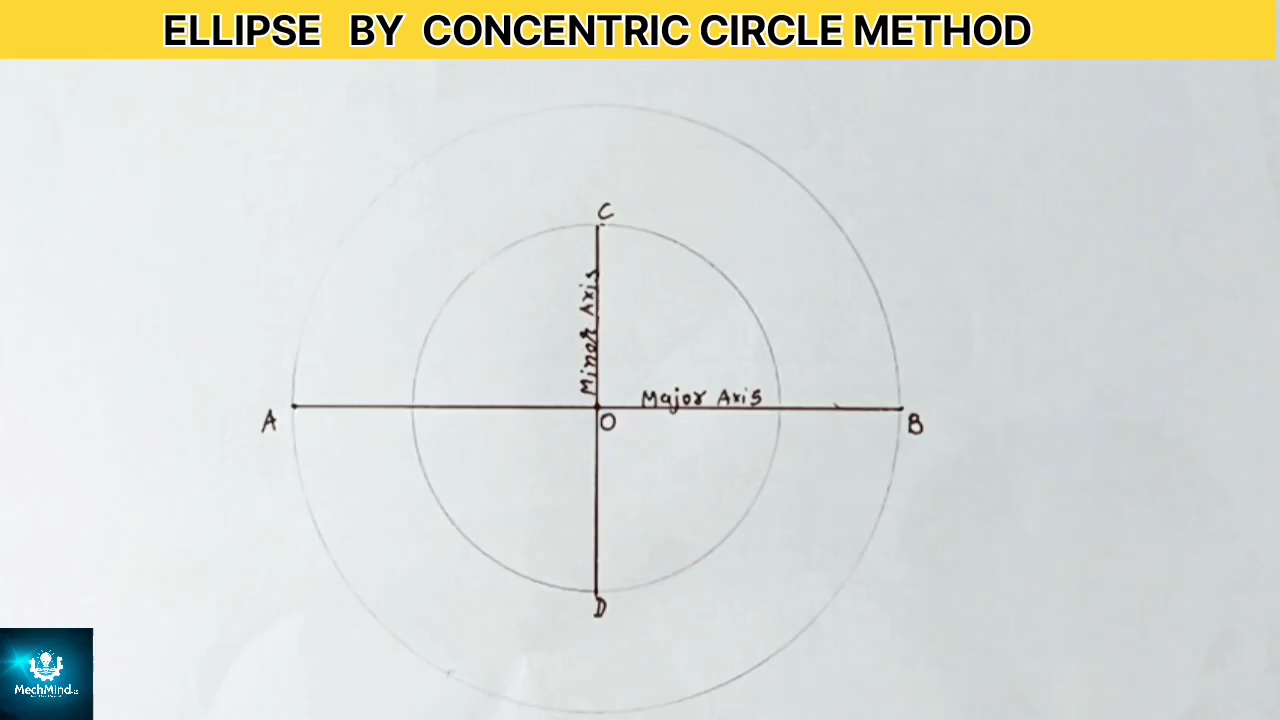 ELLIPSE BY CONCENTRIC CIRCLE METHOD
C
Minor Axis
Major Axis
A
O
B
D
MechMind